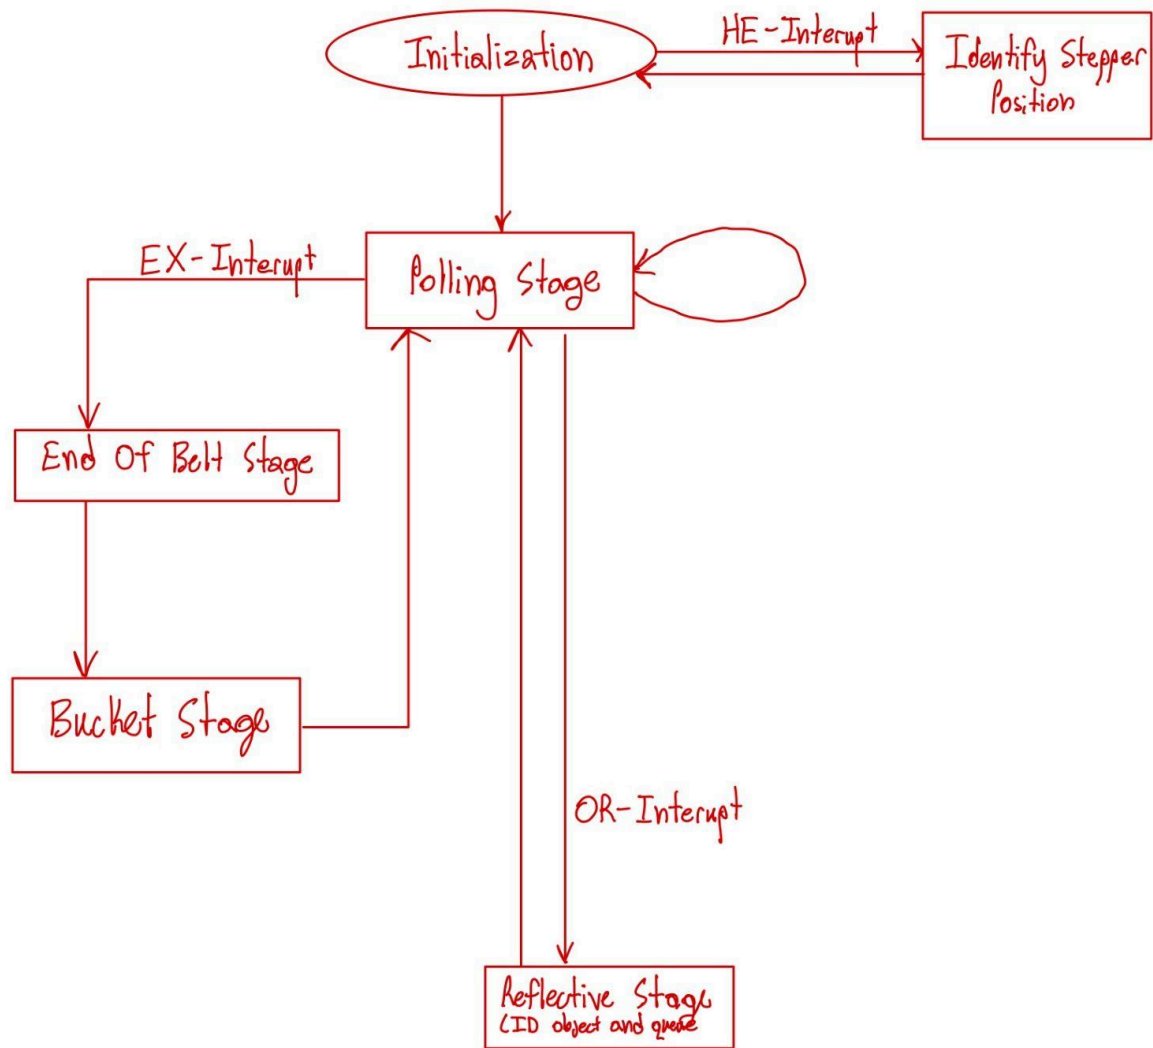 Initialization
HE-Interupt
Identify Stepper
Position
EX-Interupt
Polling Stage
End Of Belt Stage
Bucket Stage
OR-Interupt
Reflective Stage
(ID object and queue